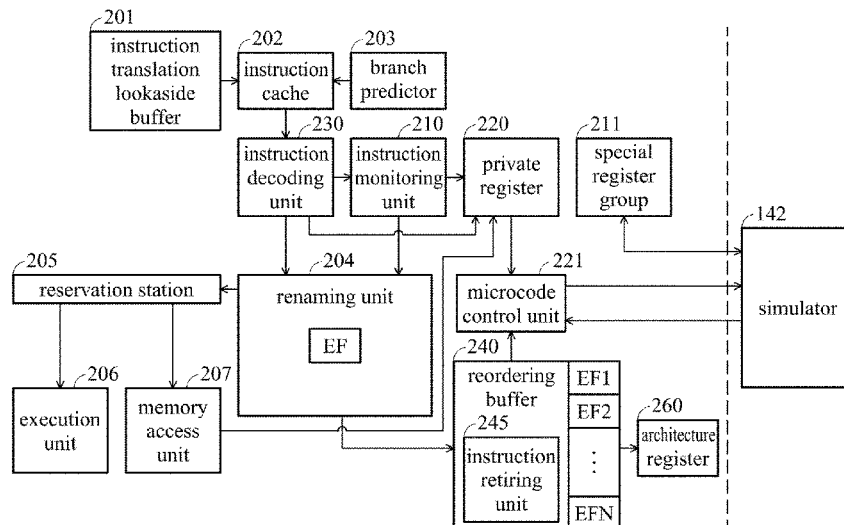 201
instruction
translation
lookaside
buffer
202
instruction
cache
203
branch
predictor
230
instruction
decoding
unit
210
instruction
monitoring
unit
220
private
register
211
special
register
group
142
simulator
205
reservation station
204
renaming unit
EF
221
microcode
control unit
206
execution
unit
207
memory
access
unit
240
reordering
buffer
245
instruction
retiring
unit
EF1
EF2
⋮
EFN
260
architecture
register